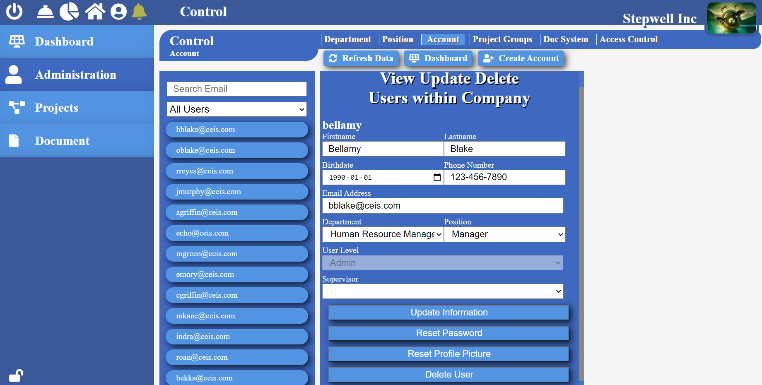 Control
Stepwell Inc
Dashboard
Administration
Projects
Document
Control
Account
Department
Position
Account
Project Groups
Doc System
Access Control
Refresh Data
Dashboard
Create Account
Search Email
All Users
bblake@ceis.com
oblake@ceis.com
rreyes@ceis.com
jmurphy@ceis.com
agriffin@ceis.com
echo@ceis.com
mgreen@ceis.com
emory@ceis.com
cgriffin@ceis.com
mkane@ceis.com
indra@ceis.com
roan@ceis.com
bekka@ceis.com
View Update Delete
Users within Company
bellamy
Firstname
Lastname
Bellamy
Blake
Birthdate
Phone Number
1990-01-01
123-456-7890
Email Address
bblake@ceis.com
Department
Position
Human Resource Manage
Manager
User Level
Admin
Supervisor
Update Information
Reset Password
Reset Profile Picture
Delete User